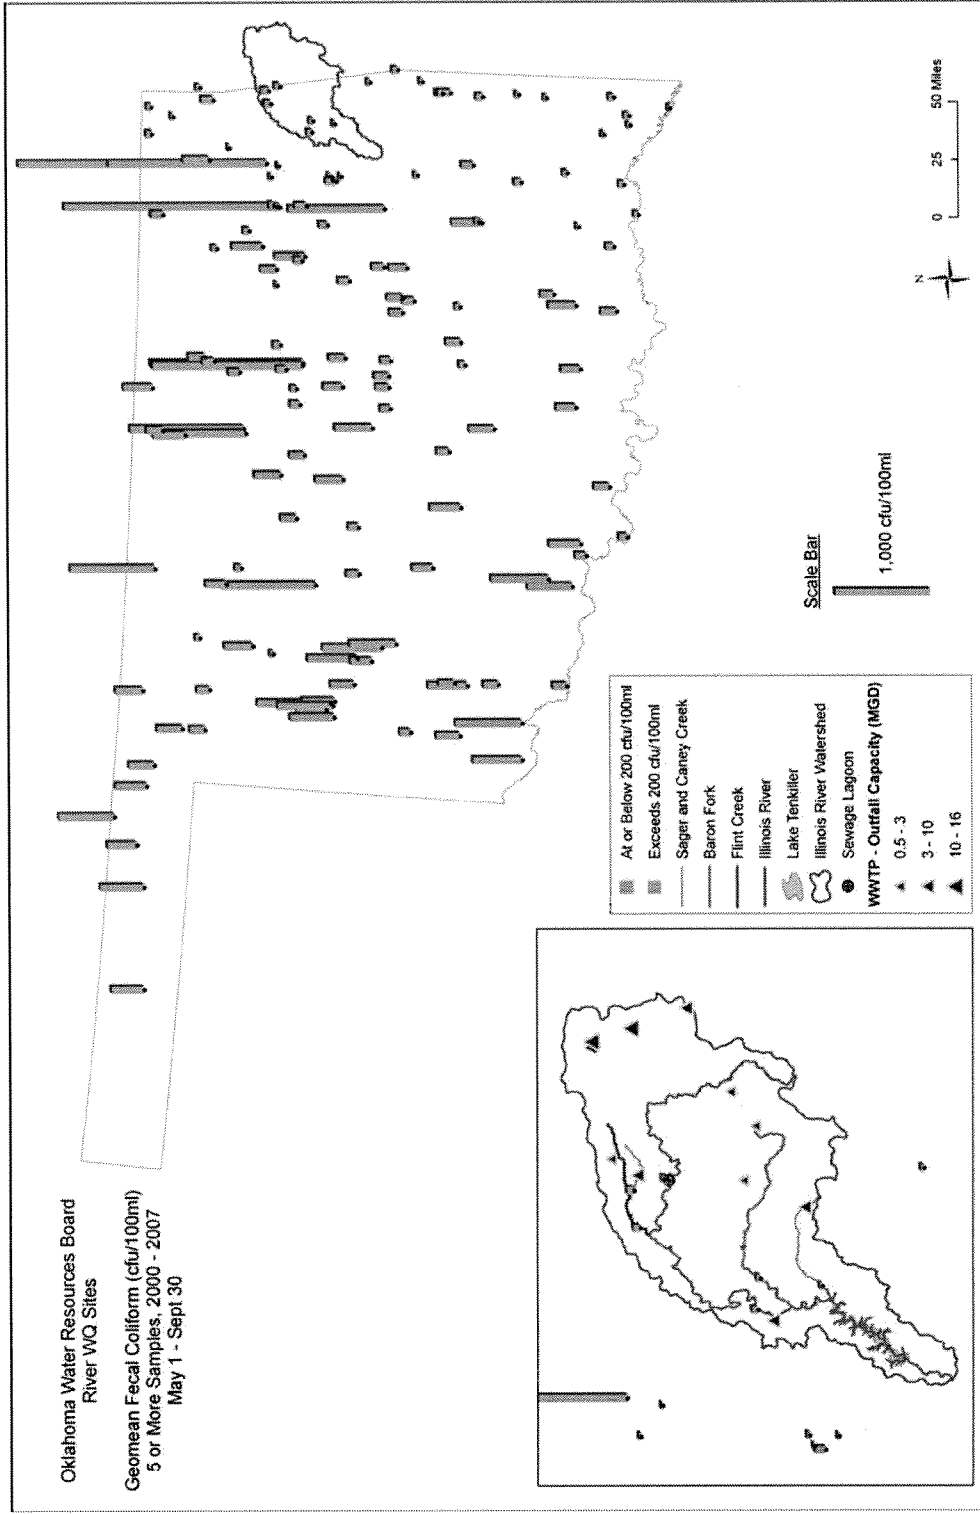 Oklahoma Water Resources Board
River WQ Sites
Geomean Fecal Coliform (cfu/100ml)
5 or More Samples, 2000 - 2007
May 1 - Sept 30
At or Below 200 cfu/100ml
Exceeds 200 cfu/100ml
Sager and Caney Creek
Baron Fork
Flint Creek
Illinois River
Lake Tenkiller
Illinois River Watershed
Sewage Lagoon
WWTP - Outfall Capacity (MGD)
0.5 - 3
3 - 10
10 - 16
Scale Bar
1,000 cfu/100ml
N
0 25 50 Miles